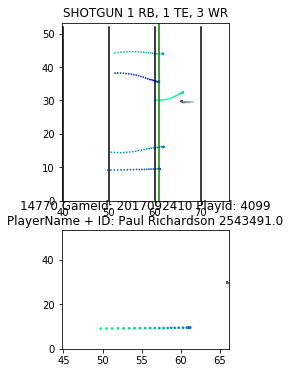 SHOTGUN 1 RB, 1 TE, 3 WR
50
40
30
20
10
0
40 50 60 70
14770 GameId: 2017092410 PlayId: 4099
PlayerName + ID: Paul Richardson 2543491.0
40
20
0
45 50 55 60 65